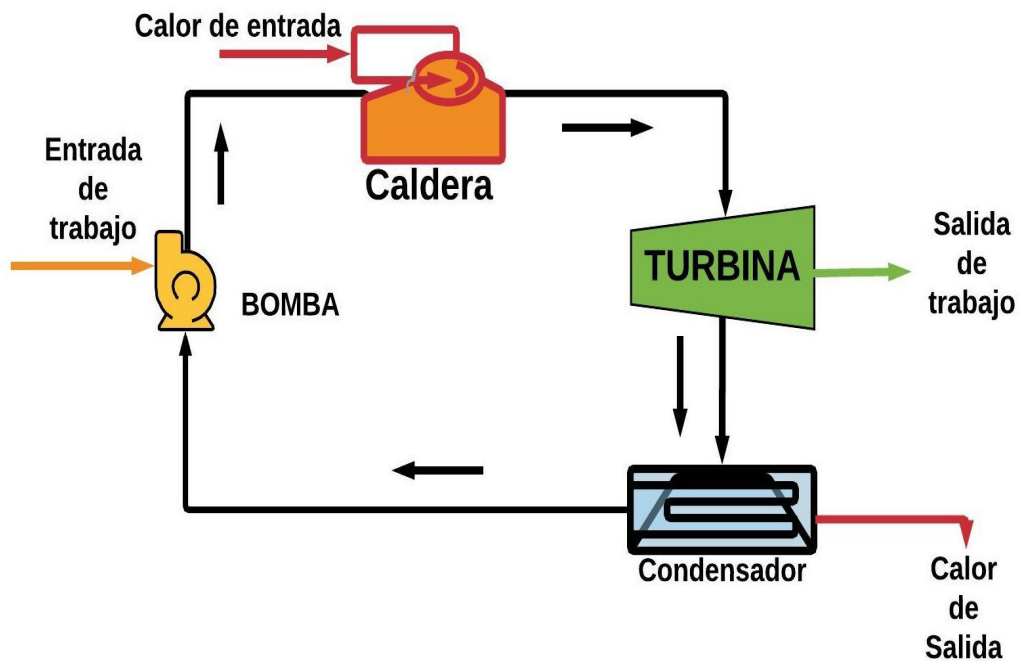 Calor de entrada
Entrada
de
trabajo
Caldera
BOMBA
TURBINA
Salida
de
trabajo
Condensador
Calor
de
Salida